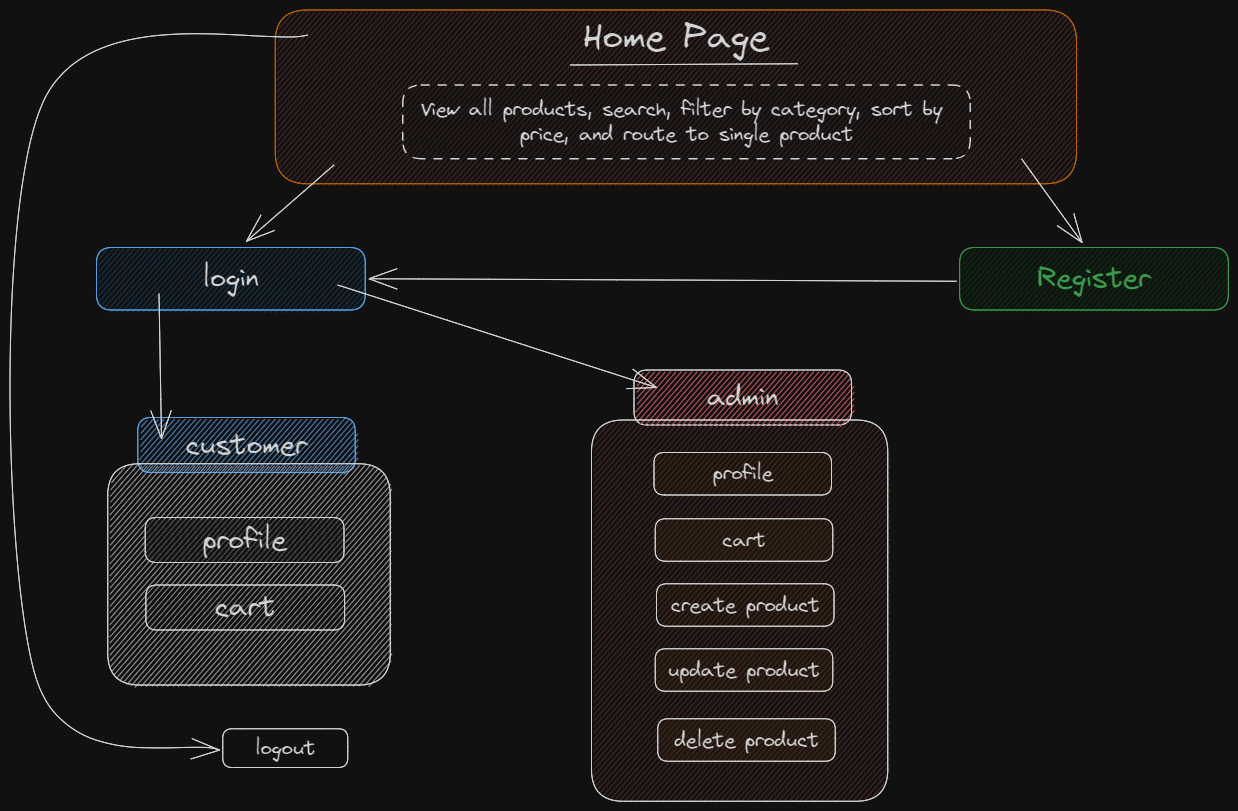 Home Page
View all products, search, filter by category, sort by
price, and route to single product
login
Register
admin
customer
profile
cart
profile
cart
create product
update product
delete product
logout